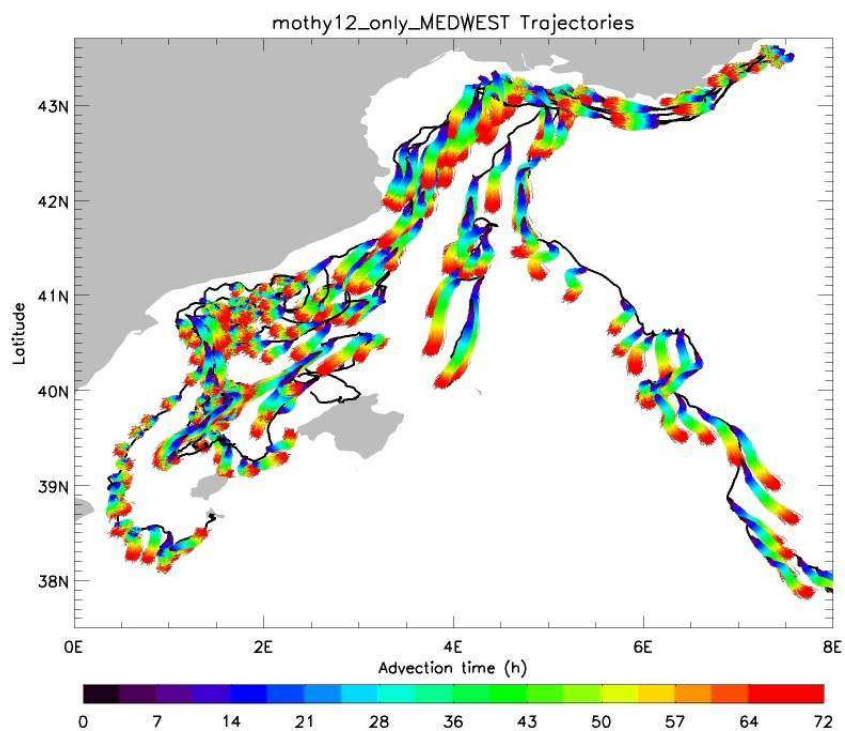 mothy12_only_MEDWEST Trajectories
43N
42N
41N
Latitude
40N
39N
38N
0E 2E 4E 6E 8E
Advection time (h)
0 7 14 21 28 36 43 50 57 64 72